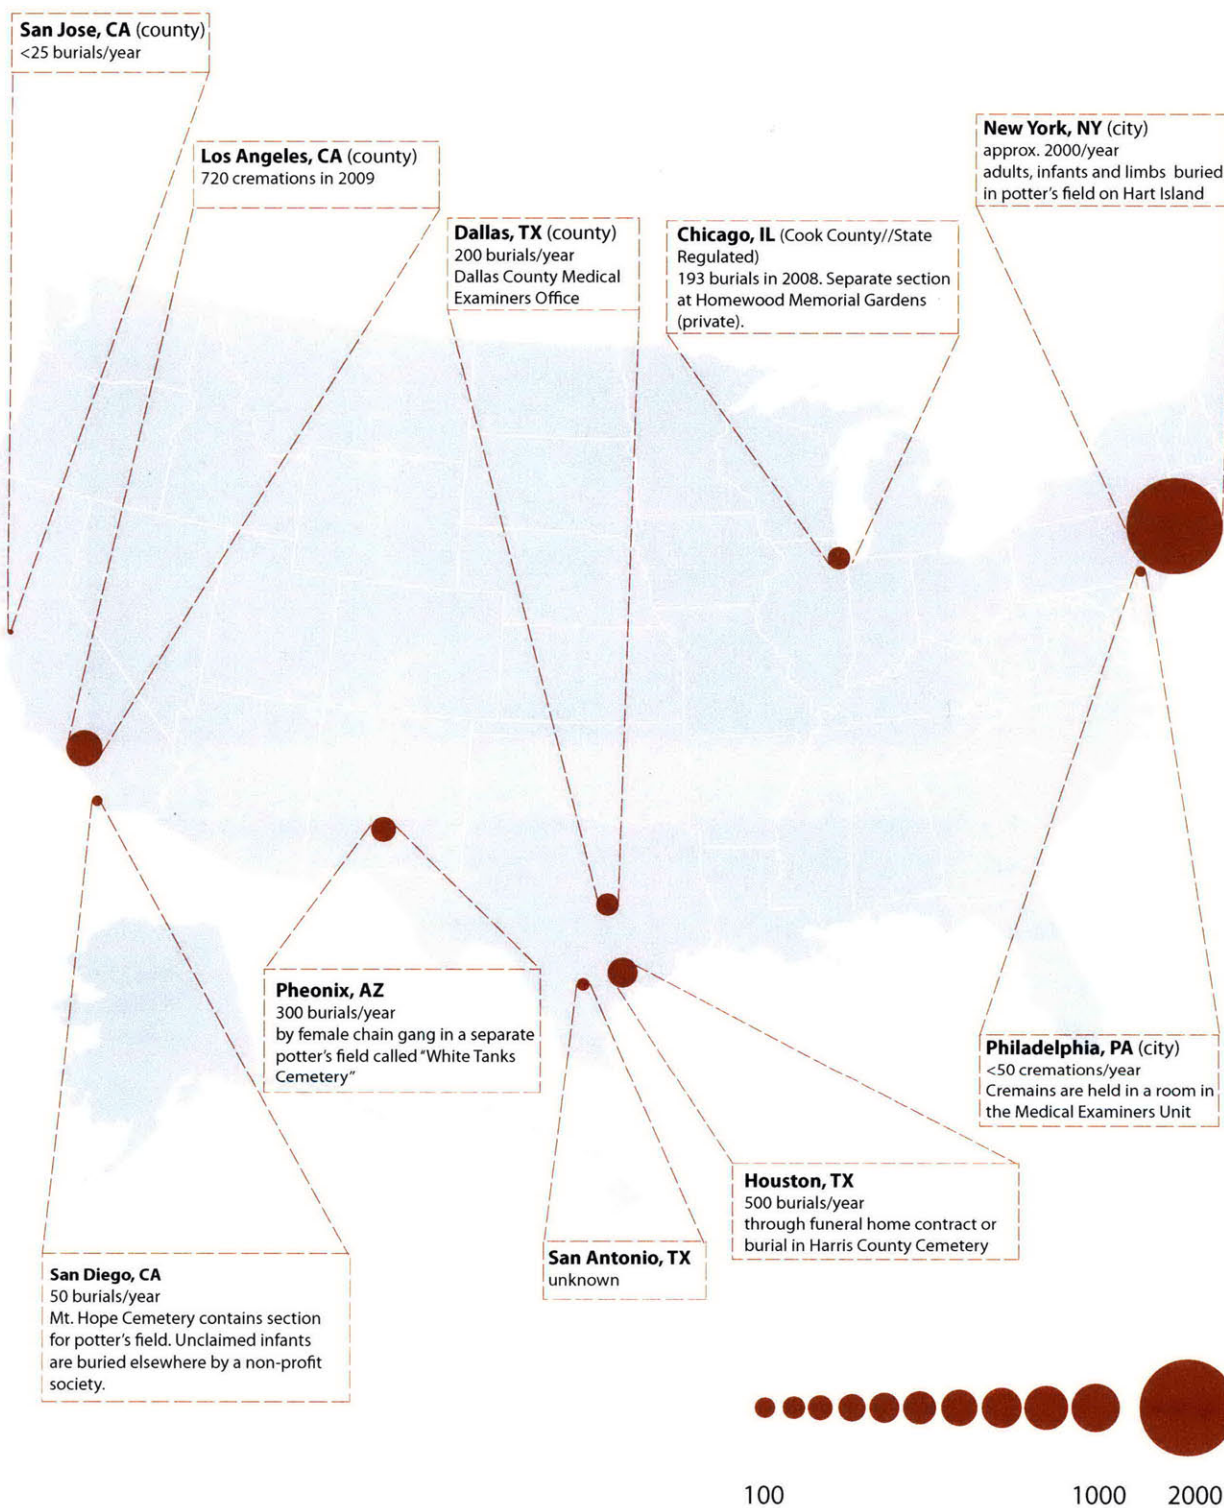 San Jose, CA (county)
<25 burials/year
Los Angeles, CA (county)
720 cremations in 2009
New York, NY (city)
approx. 2000/year
adults, infants and limbs buried
in potter's field on Hart Island
Dallas, TX (county)
200 burials/year
Dallas County Medical
Examiners Office
Chicago, IL (Cook County//State
Regulated)
193 burials in 2008. Separate section
at Homewood Memorial Gardens
(private).
Pheonix, AZ
300 burials/year
by female chain gang in a separate
potter's field called "White Tanks
Cemetery"
Philadelphia, PA (city)
<50 cremations/year
Cremains are held in a room in
the Medical Examiners Unit
Houston, TX
500 burials/year
through funeral home contract or
burial in Harris County Cemetery
San Antonio, TX
unknown
San Diego, CA
50 burials/year
Mt. Hope Cemetery contains section
for potter's field. Unclaimed infants
are buried elsewhere by a non-profit
society.
100 1000 2000